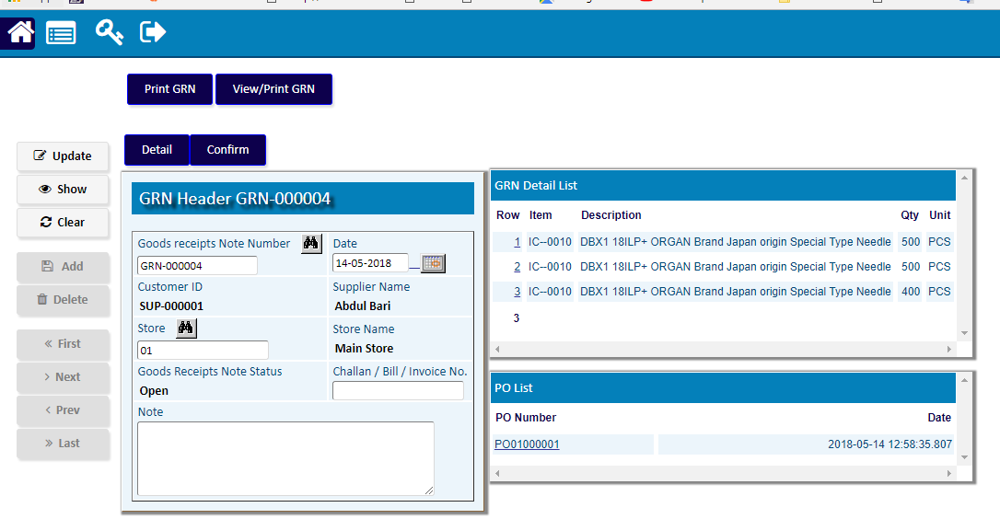 Print GRN View/Print GRN
Detail Confirm
Update
Show
Clear
Add
Delete
« First
> Next
< Prev
» Last
GRN Header GRN-000004
Goods receipts Note Number Date
GRN-000004 14-05-2018
Customer ID Supplier Name
SUP-000001 Abdul Bari
Store Store Name
01 Main Store
Goods Receipts Note Status Challan / Bill / Invoice No.
Open
Note
GRN Detail List
Row Item Description Qty Unit
1 IC--0010 DBX1 18ILP+ ORGAN Brand Japan origin Special Type Needle 500 PCS
2 IC--0010 DBX1 18ILP+ ORGAN Brand Japan origin Special Type Needle 500 PCS
3 IC--0010 DBX1 18ILP+ ORGAN Brand Japan origin Special Type Needle 400 PCS
3
PO List
PO Number Date
PO01000001 2018-05-14 12:58:35.807